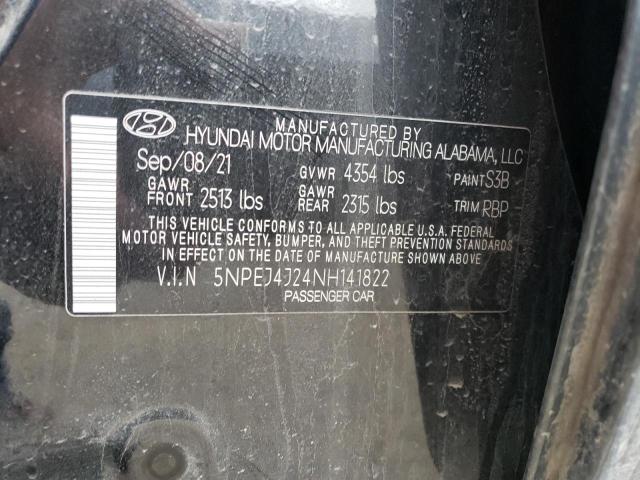 MANUFACTURED BY
HYUNDAI MOTOR MANUFACTURING ALABAMA, LLC
Sep/08/21 GVWR 4354 lbs PAINT S3B
GAWR FRONT 2513 lbs GAWR REAR 2315 lbs TRIM RBP
THIS VEHICLE CONFORMS TO ALL APPLICABLE U.S.A. FEDERAL
MOTOR VEHICLE SAFETY, BUMPER, AND THEFT PREVENTION STANDARDS
IN EFFECT ON THE DATE OF MANUFACTURE SHOWN ABOVE.
V.I.N 5NPEJ4J24NH141822
PASSENGER CAR